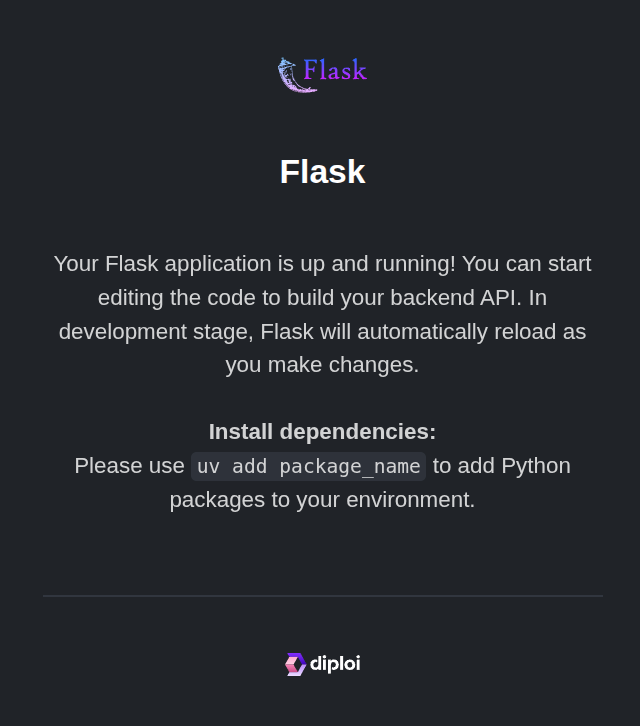 Flask
Flask
Your Flask application is up and running! You can start
editing the code to build your backend API. In
development stage, Flask will automatically reload as
you make changes.
Install dependencies:
Please use uv add package_name to add Python
packages to your environment.
diploi